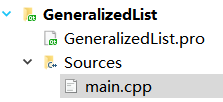 GeneralizedList
GeneralizedList.pro
Sources
main.cpp